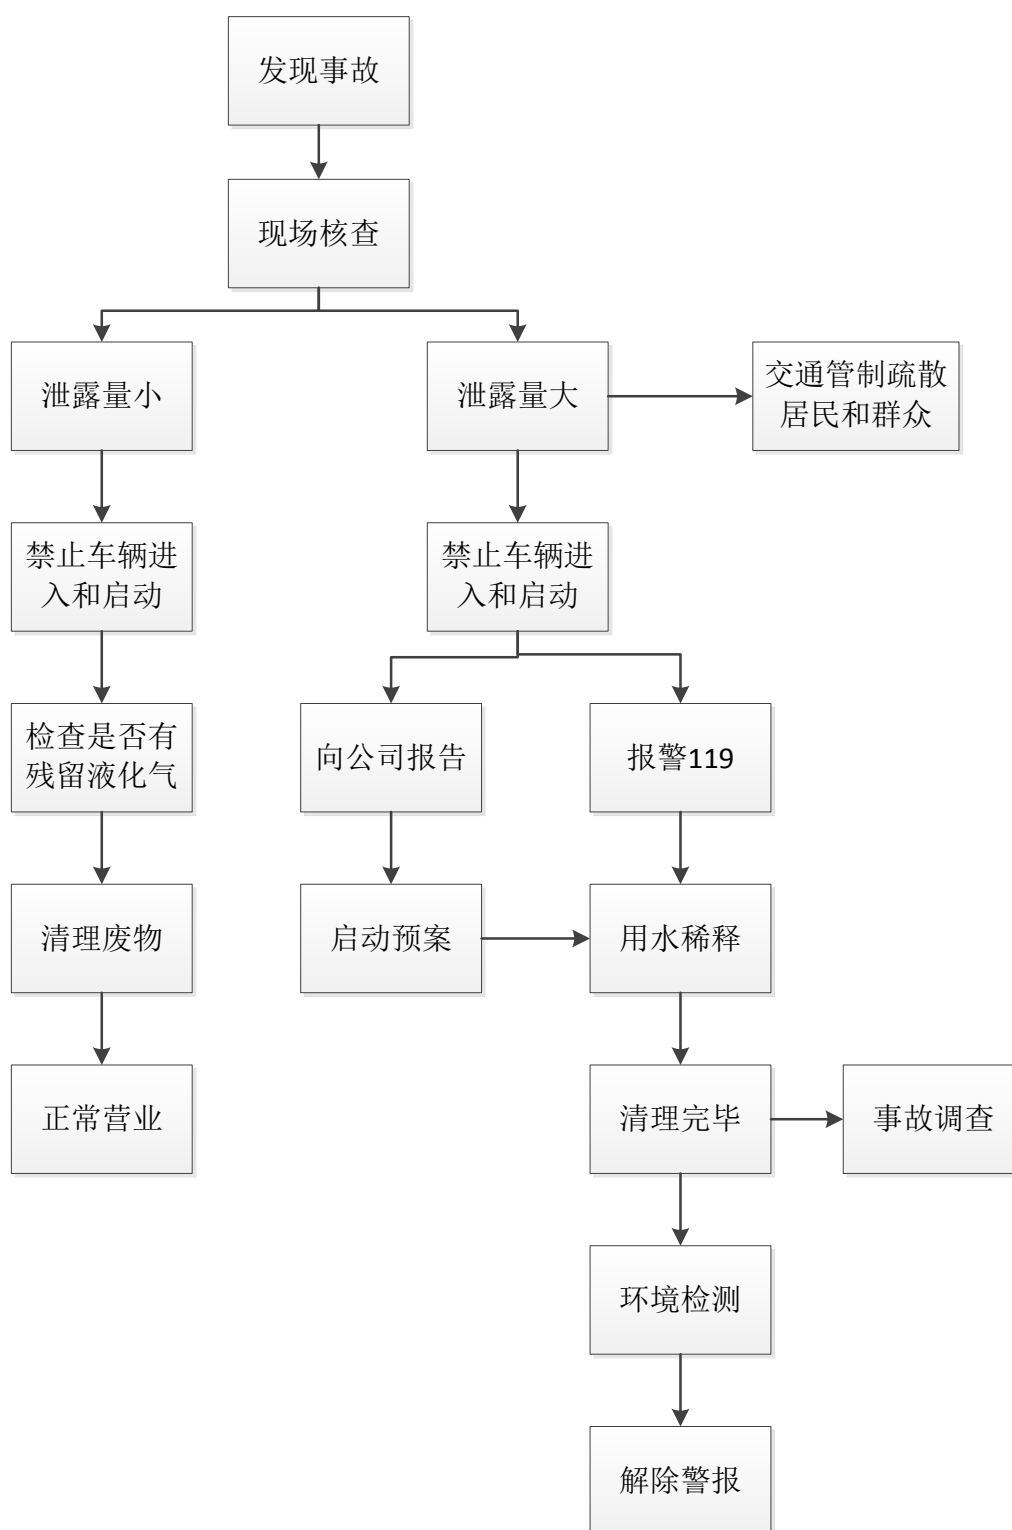 发现事故
现场核查
泄露量小
泄露量大
交通管制疏散
居民和群众
禁止车辆进
入和启动
禁止车辆进
入和启动
检查是否有
残留液化气
向公司报告
报警119
清理废物
启动预案
用水稀释
正常营业
清理完毕
事故调查
环境检测
解除警报